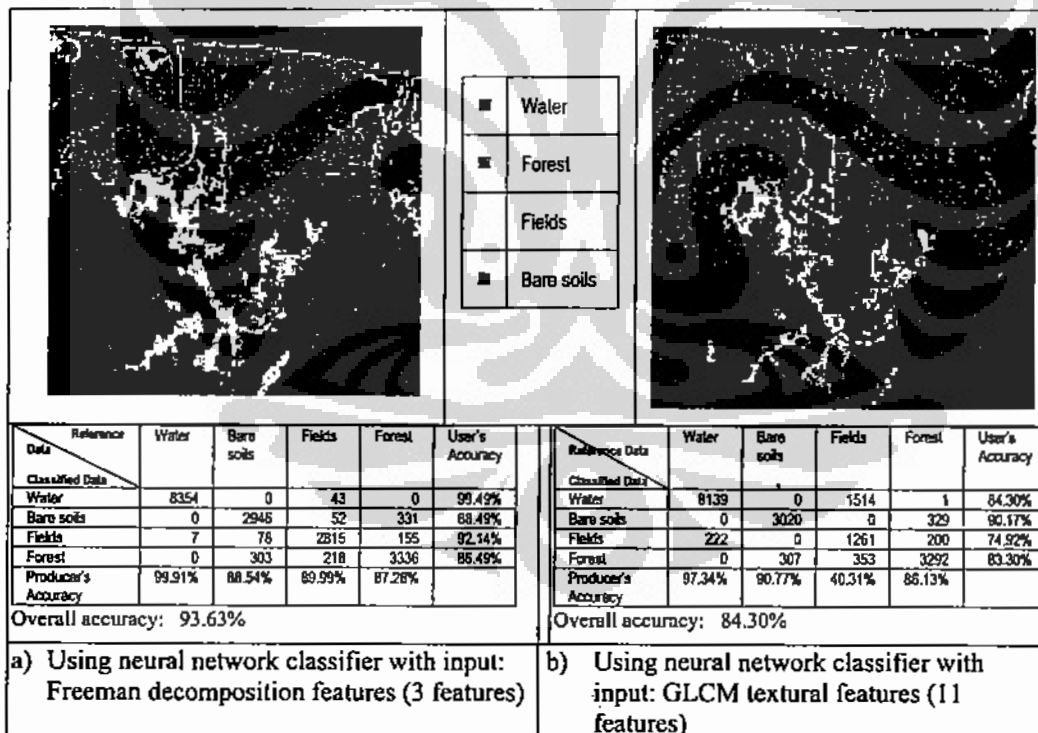 Water
Forest
Fields
Bare soils
Reference Data
Classified Data
Water Bare soils Fields Forest User's Accuracy
Water 8354 0 43 0 99.49%
Bare soils 0 2946 52 331 88.49%
Fields 7 78 2815 155 92.14%
Forest 0 303 218 3336 86.49%
Producer's Accuracy 99.91% 88.54% 89.99% 87.28%
Overall accuracy: 93.63%
Reference Data
Classified Data
Water Bare soils Fields Forest User's Accuracy
Water 8139 0 1514 1 84.30%
Bare soils 0 3020 0 329 90.17%
Fields 222 0 1261 200 74.92%
Forest 0 307 353 3292 83.30%
Producer's Accuracy 97.34% 90.77% 40.31% 86.13%
Overall accuracy: 84.30%
a) Using neural network classifier with input:
Freeman decomposition features (3 features)
b) Using neural network classifier with
input: GLCM textural features (11
features)